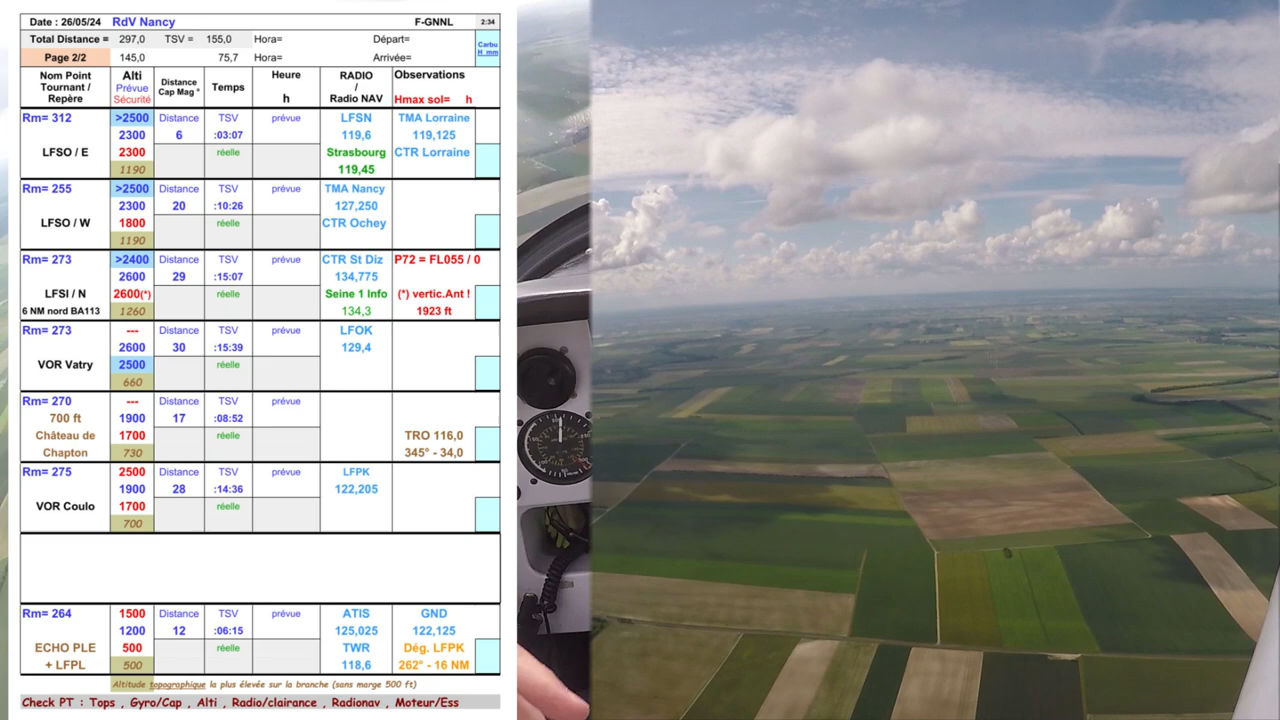 Date : 26/05/24 RdV Nancy F-GNNL 2:34
Total Distance = 297,0 TSV = 155,0 Hora= Départ=
Carbu
H mm
Page 2/2 145,0 75,7 Hora= Arrivée=
Nom Point Tournant / Repère Alti Prévue Sécurité Distance Cap Mag ° Temps Heure h RADIO / Radio NAV Observations Hmax sol= h
Rm= 312 >2500 Distance TSV prévue LFSN TMA Lorraine
2300 6 :03:07 119,6 119,125
LFSO / E 2300 réelle Strasbourg CTR Lorraine
1190 119,45
Rm= 255 >2500 Distance TSV prévue TMA Nancy
2300 20 :10:26 127,250
LFSO / W 1800 réelle CTR Ochey
1190
Rm= 273 >2400 Distance TSV prévue CTR St Diz P72 = FL055 / 0
2600 29 :15:07 134,775
LFSI / N 2600(*) réelle Seine 1 Info (*) vertic.Ant !
6 NM nord BA113 1260 134,3 1923 ft
Rm= 273 --- Distance TSV prévue LFOK
2600 30 :15:39 129,4
VOR Vatry 2500 réelle
660
Rm= 270 --- Distance TSV prévue
700 ft 1900 17 :08:52
Château de 1700 réelle TRO 116,0
Chapton 730 345° - 34,0
Rm= 275 2500 Distance TSV prévue LFPK
1900 28 :14:36 122,205
VOR Coulo 1700 réelle
700
Rm= 264 1500 Distance TSV prévue ATIS GND
1200 12 :06:15 125,025 122,125
ECHO PLE 500 réelle TWR Dég. LFPK
+ LFPL 500 118,6 262° - 16 NM
Altitude topographique la plus élevée sur la branche (sans marge 500 ft)
Check PT : Tops , Gyro/Cap , Alti , Radio/clairance , Radionav , Moteur/Ess